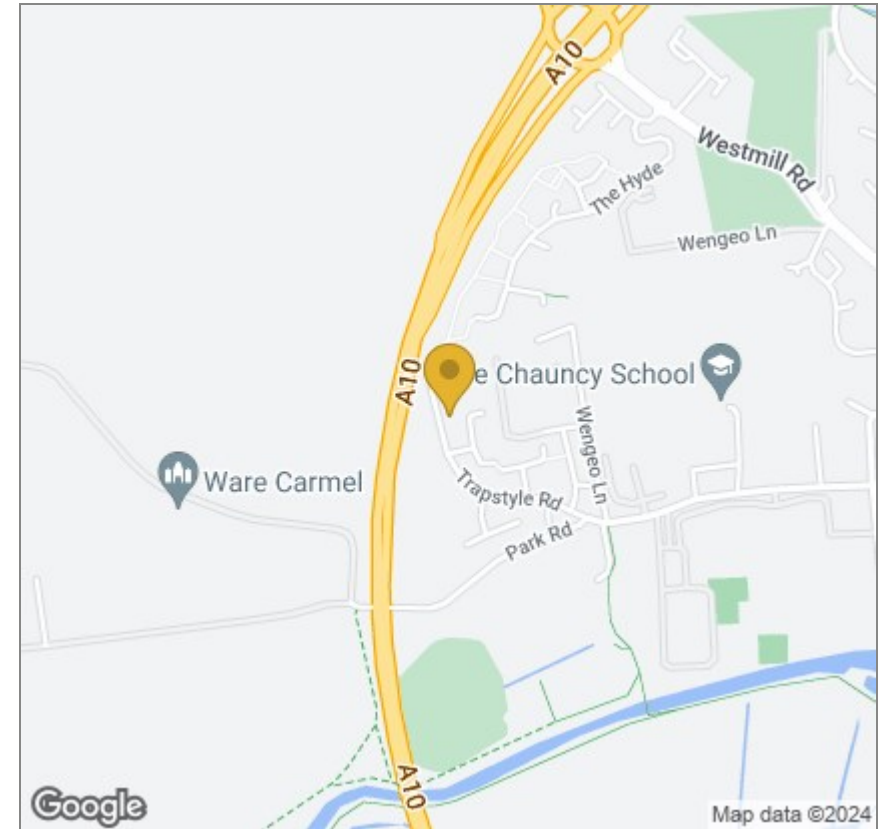 A10
Westmill Rd
The Hyde
Wengeo Ln
A10
e Chauncy School
Wengeo Ln
Ware Carmel
Trapstyle Rd
Park Rd
A10
Google
Map data ©2024